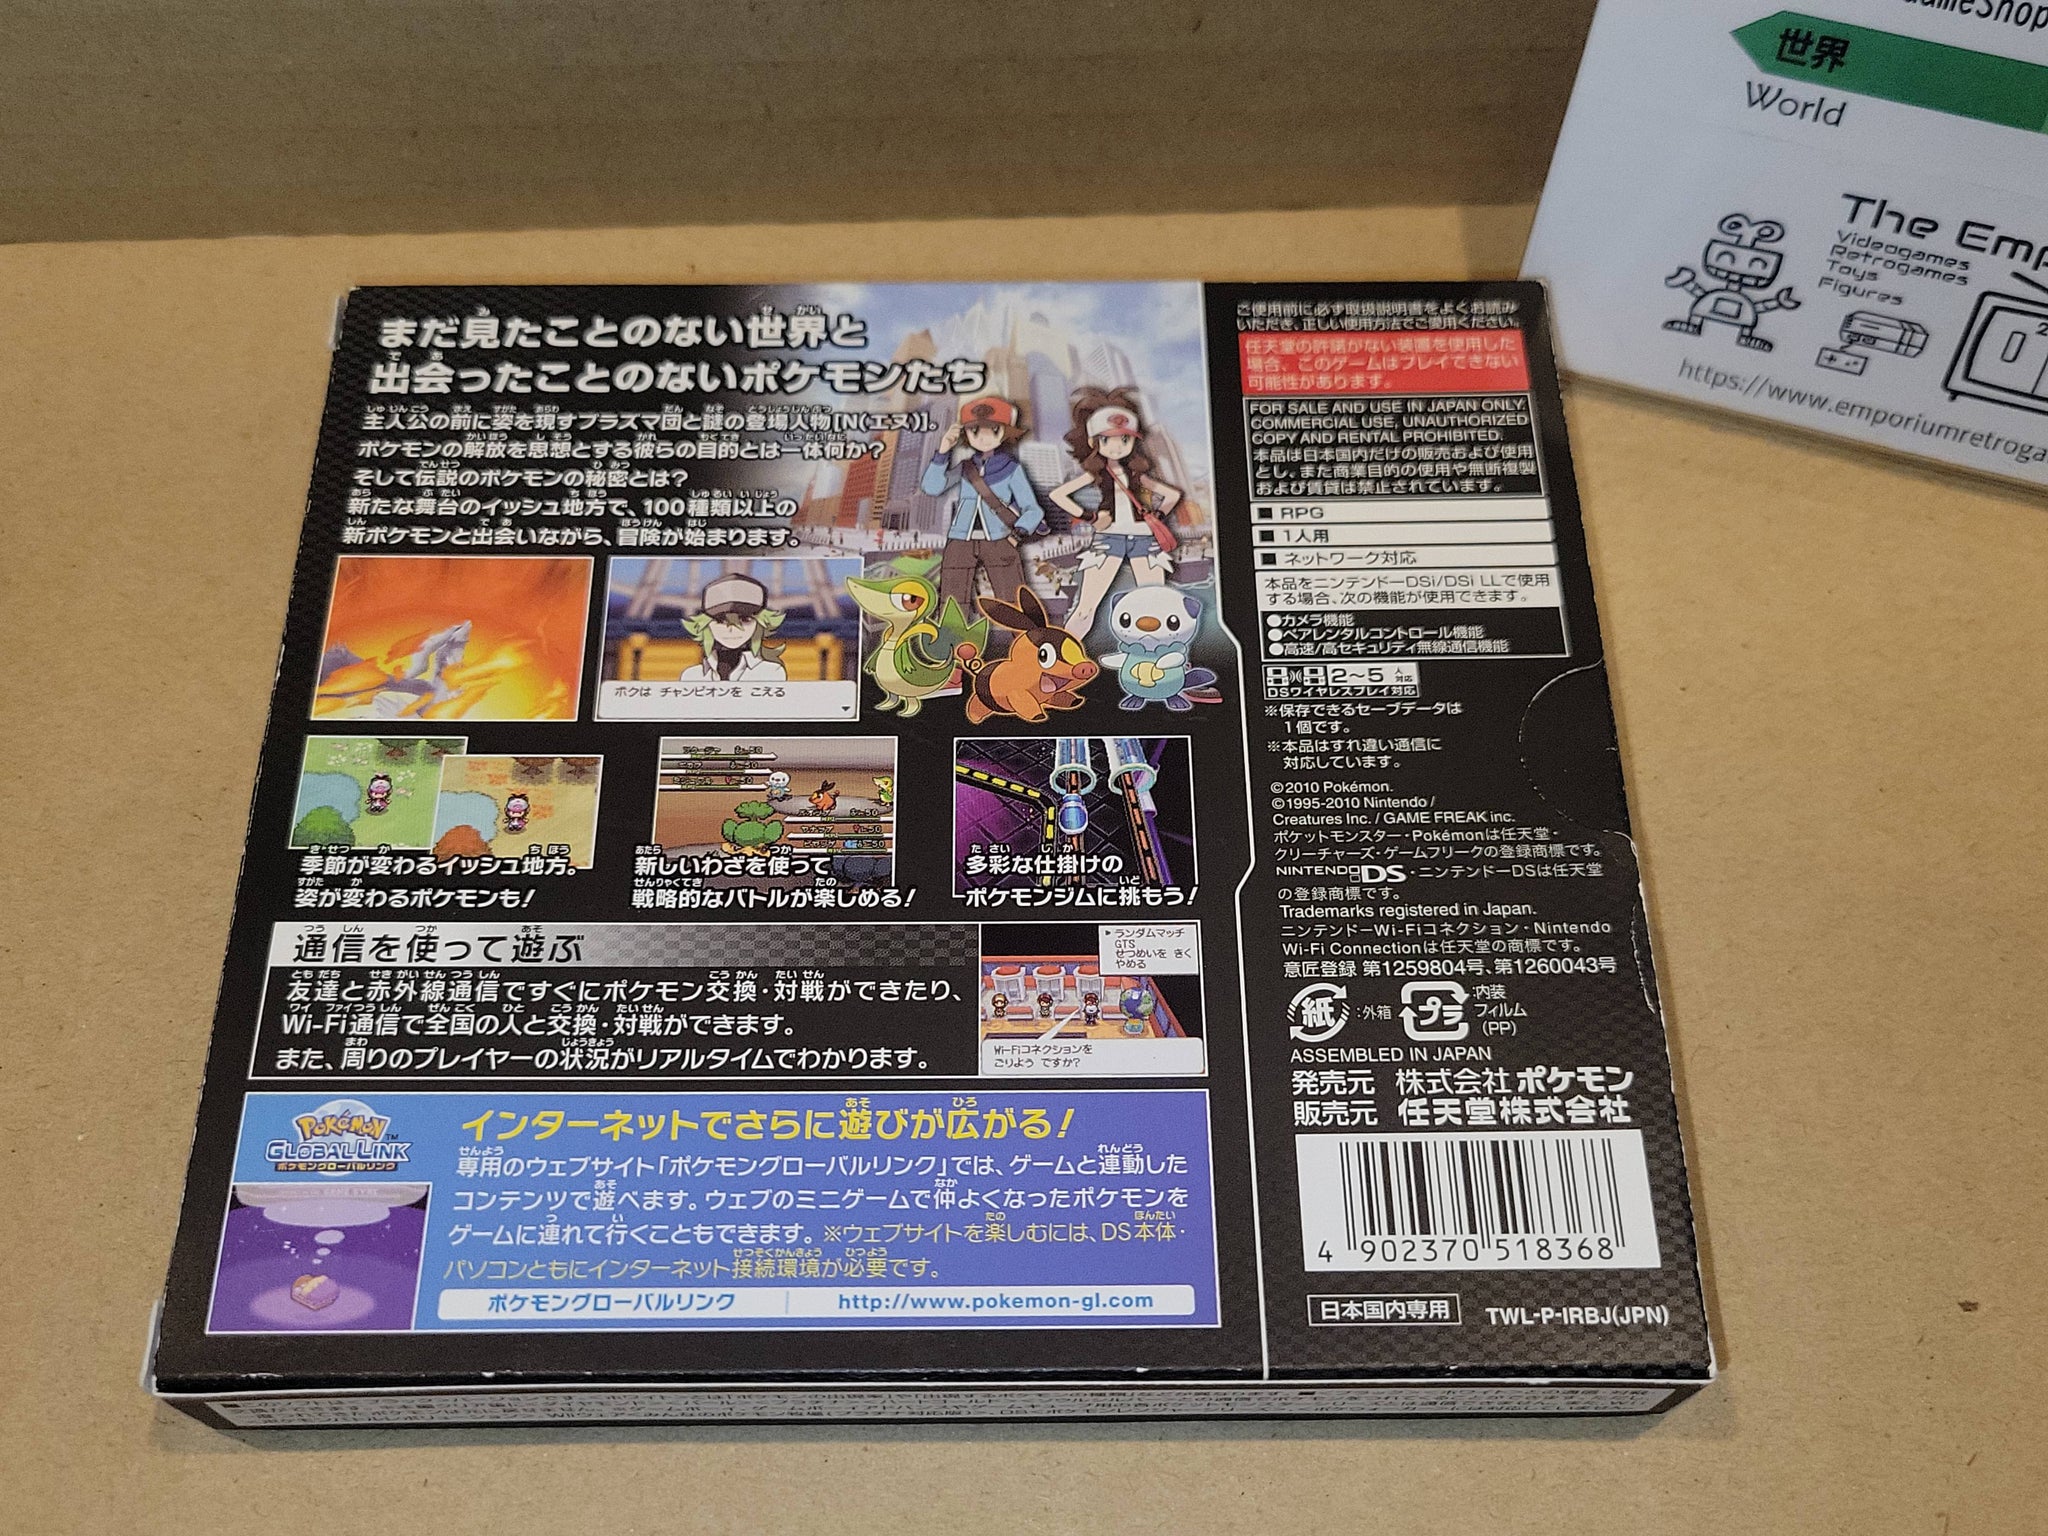 GameShop
世界
World
The Emp
Videogames
Retrogames
Toys
Figures
https://www.emporiumretroga
まだ見たことのない世界と
出会ったことのないポケモンたち
主人公の前に姿を現すプラズマ団と謎の登場人物[N(エヌ)]。
ポケモンの解放を思想とする彼らの目的とは一体何か?
そして伝説のポケモンの秘密とは?
新たな舞台のイッシュ地方で、100種類以上の
新ポケモンと出会いながら、冒険が始まります。
ボクは チャンピオンを こえる
季節が変わるイッシュ地方。
姿が変わるポケモンも!
新しいわざを使って
戦略的なバトルが楽しめる!
多彩な仕掛けの
ポケモンジムに挑もう!
通信を使って遊ぶ
友達と赤外線通信ですぐにポケモン交換・対戦ができたり、
Wi-Fi通信で全国の人と交換・対戦ができます。
また、周りのプレイヤーの状況がリアルタイムでわかります。
ランダムマッチ
GTS
せつめいを きく
やめる
Wi-Fiコネクションを
ごりよう ですか?
Pokémon
GLOBAL LINK
ポケモングローバルリンク
インターネットでさらに遊びが広がる!
専用のウェブサイト「ポケモングローバルリンク」では、ゲームと連動した
コンテンツで遊べます。ウェブのミニゲームで仲よくなったポケモンを
ゲームに連れて行くこともできます。※ウェブサイトを楽しむには、DS本体・
パソコンともにインターネット接続環境が必要です。
ポケモングローバルリンク
http://www.pokemon-gl.com
ご使用前に必ず取扱説明書をよくお読み
いただき、正しい使用方法でご愛用ください。
任天堂の許諾がない装置を使用した
場合、このゲームはプレイできない
可能性があります。
FOR SALE AND USE IN JAPAN ONLY.
COMMERCIAL USE, UNAUTHORIZED
COPY AND RENTAL PROHIBITED.
本品は日本国内だけの販売および使用
とし、また商業目的の使用や無断複製
および賃貸は禁止されています。
■ RPG
■ 1人用
■ ネットワーク対応
本品をニンテンドーDSi/DSi LLで使用
する場合、次の機能が使用できます。
●カメラ機能
●ペアレンタルコントロール機能
●高速/高セキュリティ無線通信機能
2~5人対応
DSワイヤレスプレイ対応
※保存できるセーブデータは
1個です。
※本品はすれ違い通信に
対応しています。
©2010 Pokémon.
©1995-2010 Nintendo /
Creatures Inc. / GAME FREAK inc.
ポケットモンスター・Pokémonは任天堂・
クリーチャーズ・ゲームフリークの登録商標です。
NINTENDO DS・ニンテンドーDSは任天堂
の登録商標です。
Trademarks registered in Japan.
ニンテンドーWi-Fiコネクション・Nintendo
Wi-Fi Connectionは任天堂の商標です。
意匠登録 第1259804号、第1260043号
紙 :外箱 プラ :内装
フィルム
(PP)
ASSEMBLED IN JAPAN
発売元 株式会社 ポケモン
販売元 任天堂株式会社
4 902370 518368
日本国内専用
TWL-P-IRBJ(JPN)